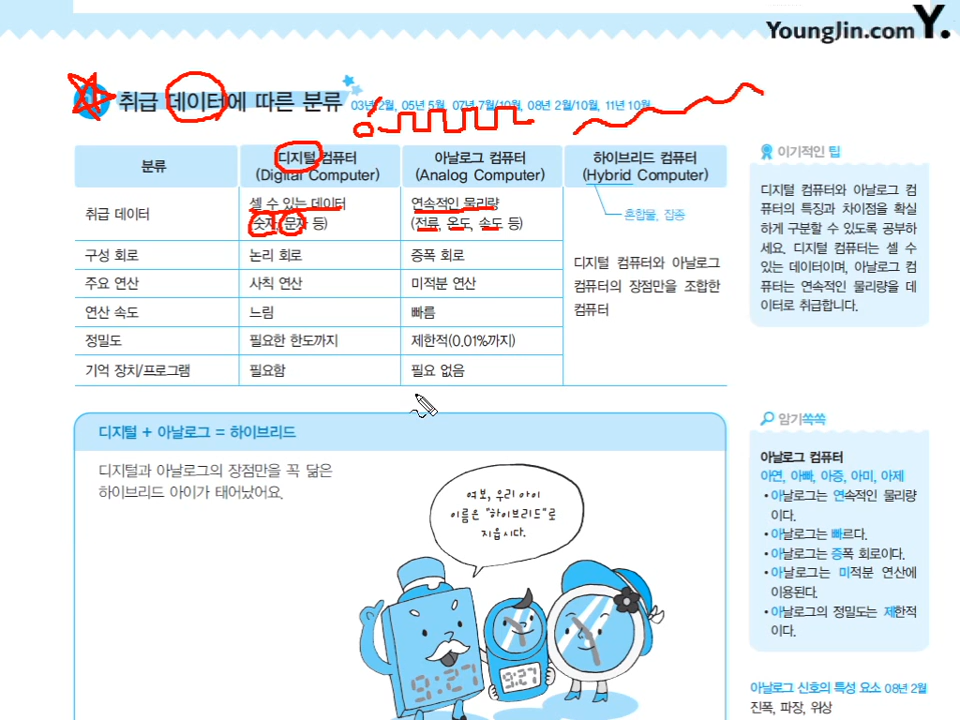 YoungJin.com Y.
취급 데이터에 따른 분류 03년 2월, 05년 5월, 07년 7월/10월, 08년 2월/10월, 11년 10월
분류
디지털 컴퓨터
(Digital Computer)
아날로그 컴퓨터
(Analog Computer)
하이브리드 컴퓨터
(Hybrid Computer)
취급 데이터
셀 수 있는 데이터
(숫자, 문자 등)
연속적인 물리량
(전류, 온도, 속도 등)
혼합물, 잡종
구성 회로
논리 회로
증폭 회로
주요 연산
사칙 연산
미적분 연산
연산 속도
느림
빠름
정밀도
필요한 한도까지
제한적(0.01%까지)
기억 장치/프로그램
필요함
필요 없음
디지털 컴퓨터와 아날로그
컴퓨터의 장점만을 조합한
컴퓨터
이기적인 팁
디지털 컴퓨터와 아날로그 컴
퓨터의 특징과 차이점을 확실
하게 구분할 수 있도록 공부하
세요. 디지털 컴퓨터는 셀 수
있는 데이터이며, 아날로그 컴
퓨터는 연속적인 물리량을 데
이터로 취급합니다.
디지털 + 아날로그 = 하이브리드
디지털과 아날로그의 장점만을 꼭 닮은
하이브리드 아이가 태어났어요.
여보, 우리 아이
이름은 "하이브리드"로
지읍시다.
9:27
9:27
암기쏙쏙
아날로그 컴퓨터
아연, 아빠, 아증, 아미, 아제
• 아날로그는 연속적인 물리량
이다.
• 아날로그는 빠르다.
• 아날로그는 증폭 회로이다.
• 아날로그는 미적분 연산에
이용된다.
• 아날로그의 정밀도는 제한적
이다.
아날로그 신호의 특성 요소 08년 2월
진폭, 파장, 위상